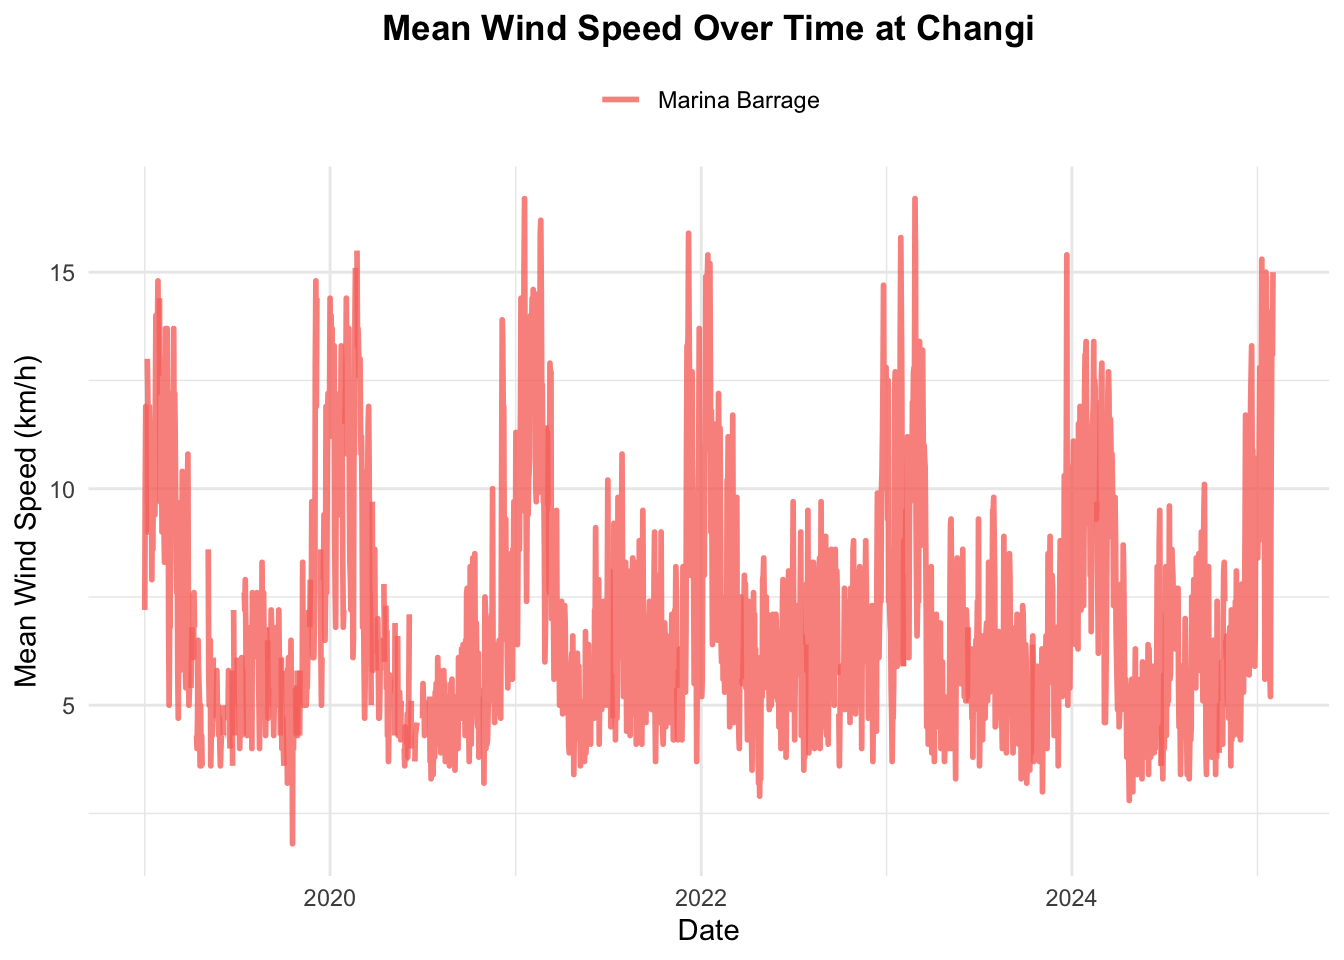 Mean Wind Speed Over Time at Changi
Marina Barrage
Mean Wind Speed (km/h)
15
10
5
2020
2022
2024
Date